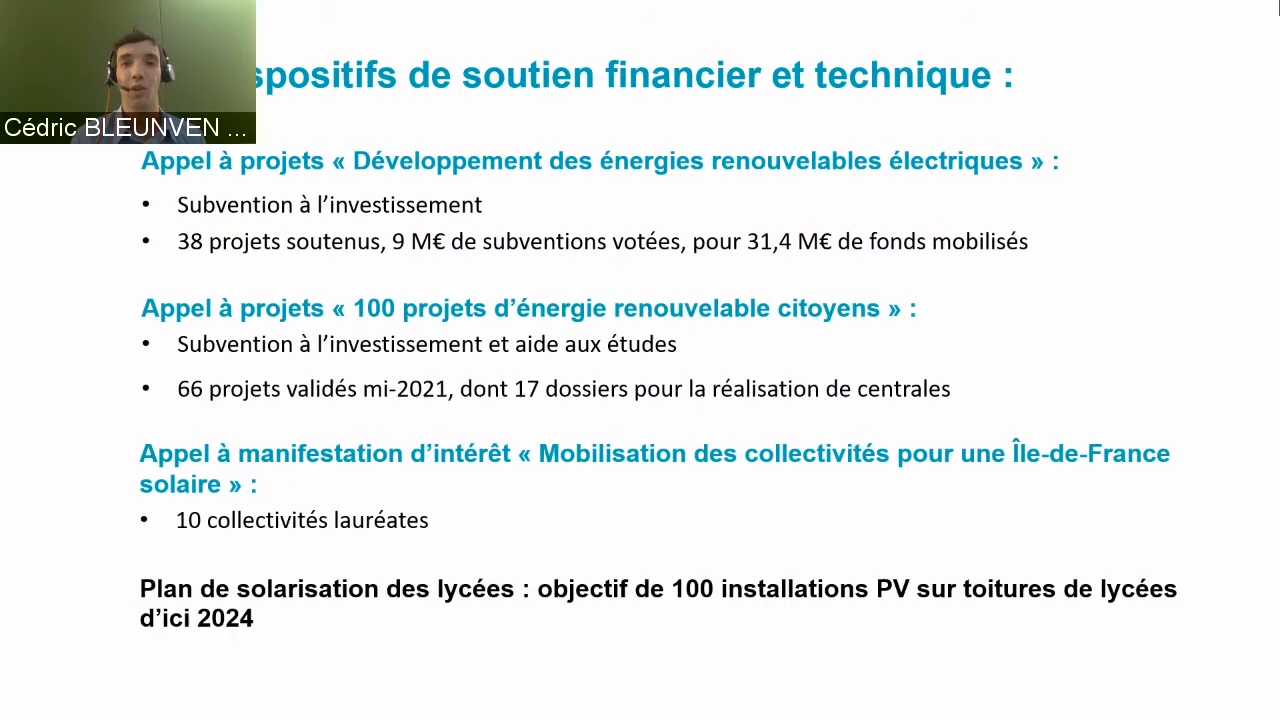 spositifs de soutien financier et technique :
Cédric BLEUNVEN ...
Appel à projets « Développement des énergies renouvelables électriques » :
• Subvention à l’investissement
• 38 projets soutenus, 9 M€ de subventions votées, pour 31,4 M€ de fonds mobilisés
Appel à projets « 100 projets d’énergie renouvelable citoyens » :
• Subvention à l’investissement et aide aux études
• 66 projets validés mi-2021, dont 17 dossiers pour la réalisation de centrales
Appel à manifestation d’intérêt « Mobilisation des collectivités pour une Île-de-France
solaire » :
• 10 collectivités lauréates
Plan de solarisation des lycées : objectif de 100 installations PV sur toitures de lycées
d’ici 2024